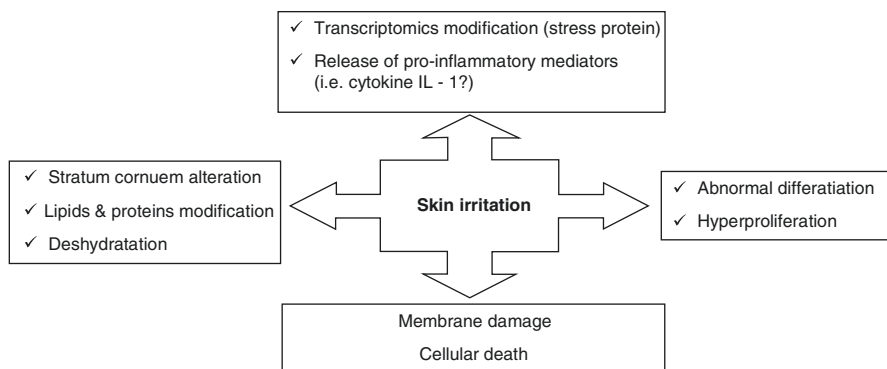 ✓ Transcriptomics modification (stress protein)
✓ Release of pro-inflammatory mediators
(i.e. cytokine IL - 1?)
✓ Stratum cornuem alteration
✓ Lipids & proteins modification
✓ Deshydratation
Skin irritation
✓ Abnormal differatiation
✓ Hyperproliferation
Membrane damage
Cellular death